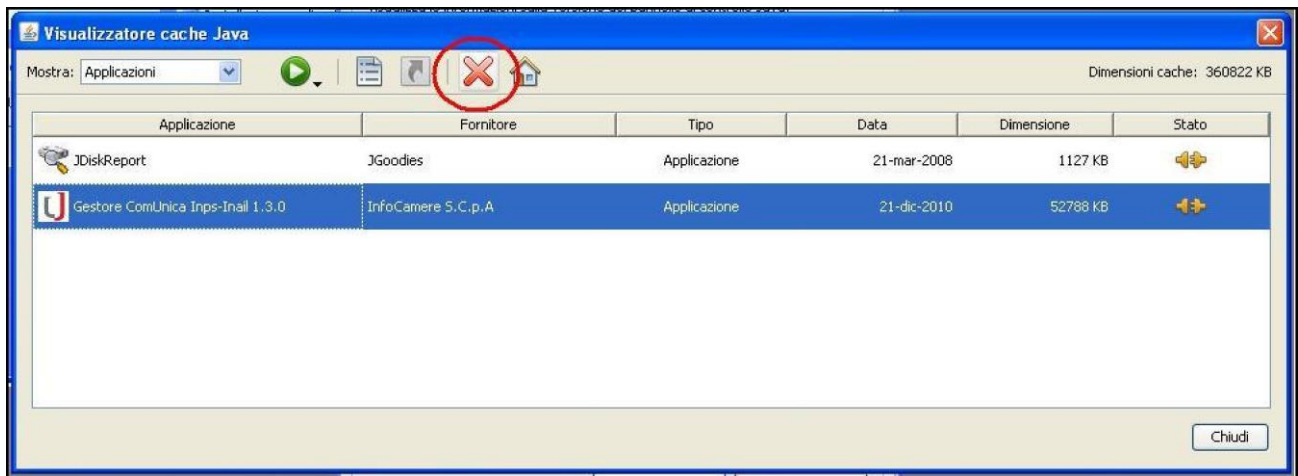 Visualizzatore cache Java
Mostra: Applicazioni
Dimensioni cache: 360822 KB
Applicazione Fornitore Tipo Data Dimensione Stato
JDiskReport JGoodies Applicazione 21-mar-2008 1127 KB
Gestore ComUnica Inps-Inail 1.3.0 InfoCamere S.C.p.A Applicazione 21-dic-2010 52788 KB
Chiudi